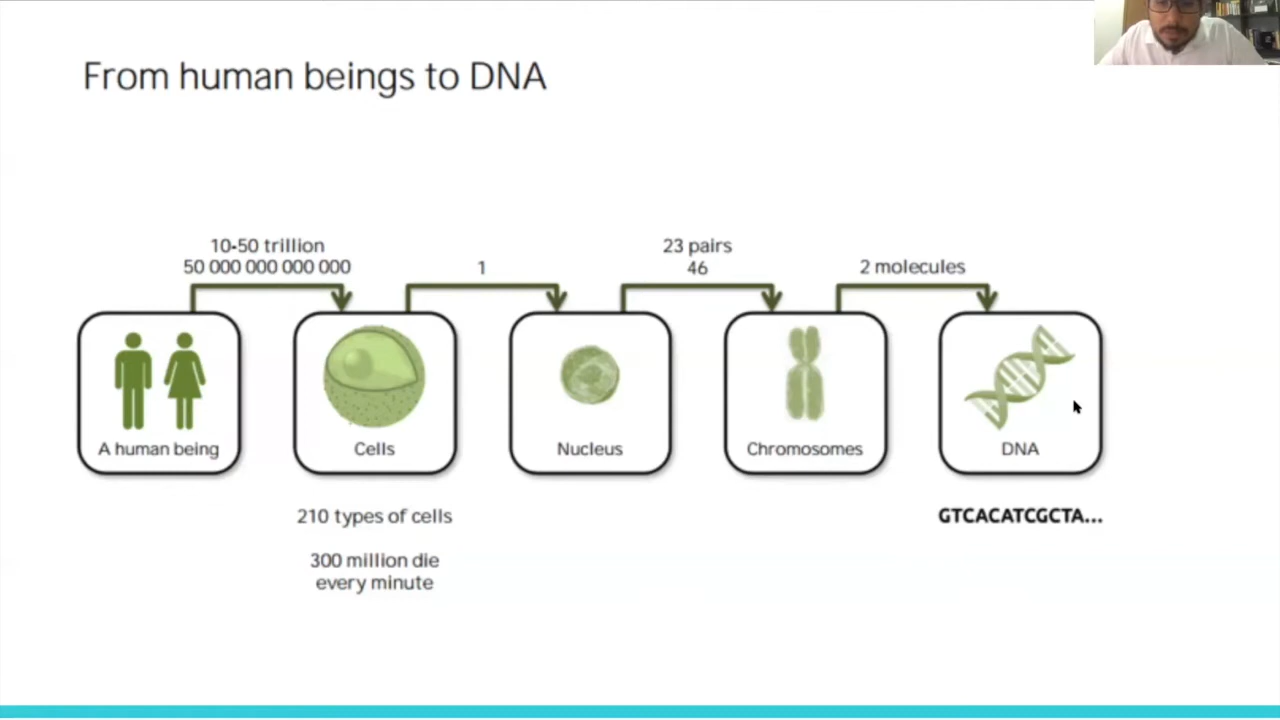 From human beings to DNA
10-50 trillion
50 000 000 000 000
1
23 pairs
46
2 molecules
A human being
Cells
Nucleus
Chromosomes
DNA
210 types of cells
GTCACATCGCTA...
300 million die
every minute